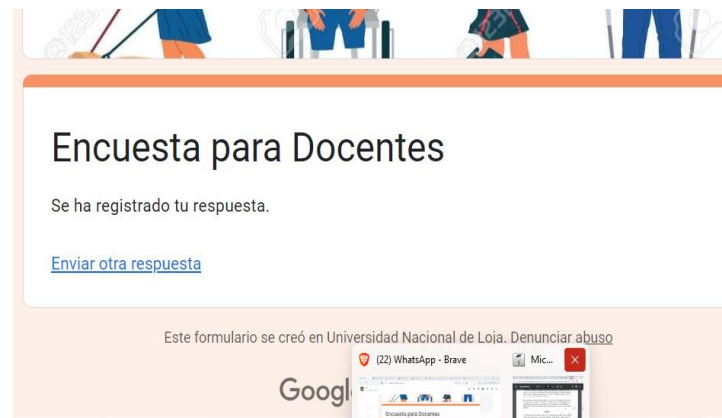 Encuesta para Docentes
Se ha registrado tu respuesta.
Enviar otra respuesta
Este formulario se creó en Universidad Nacional de Loja. Denunciar abuso
(22) WhatsApp - Brave
Mic...
Googl
Encuesta para Docentes